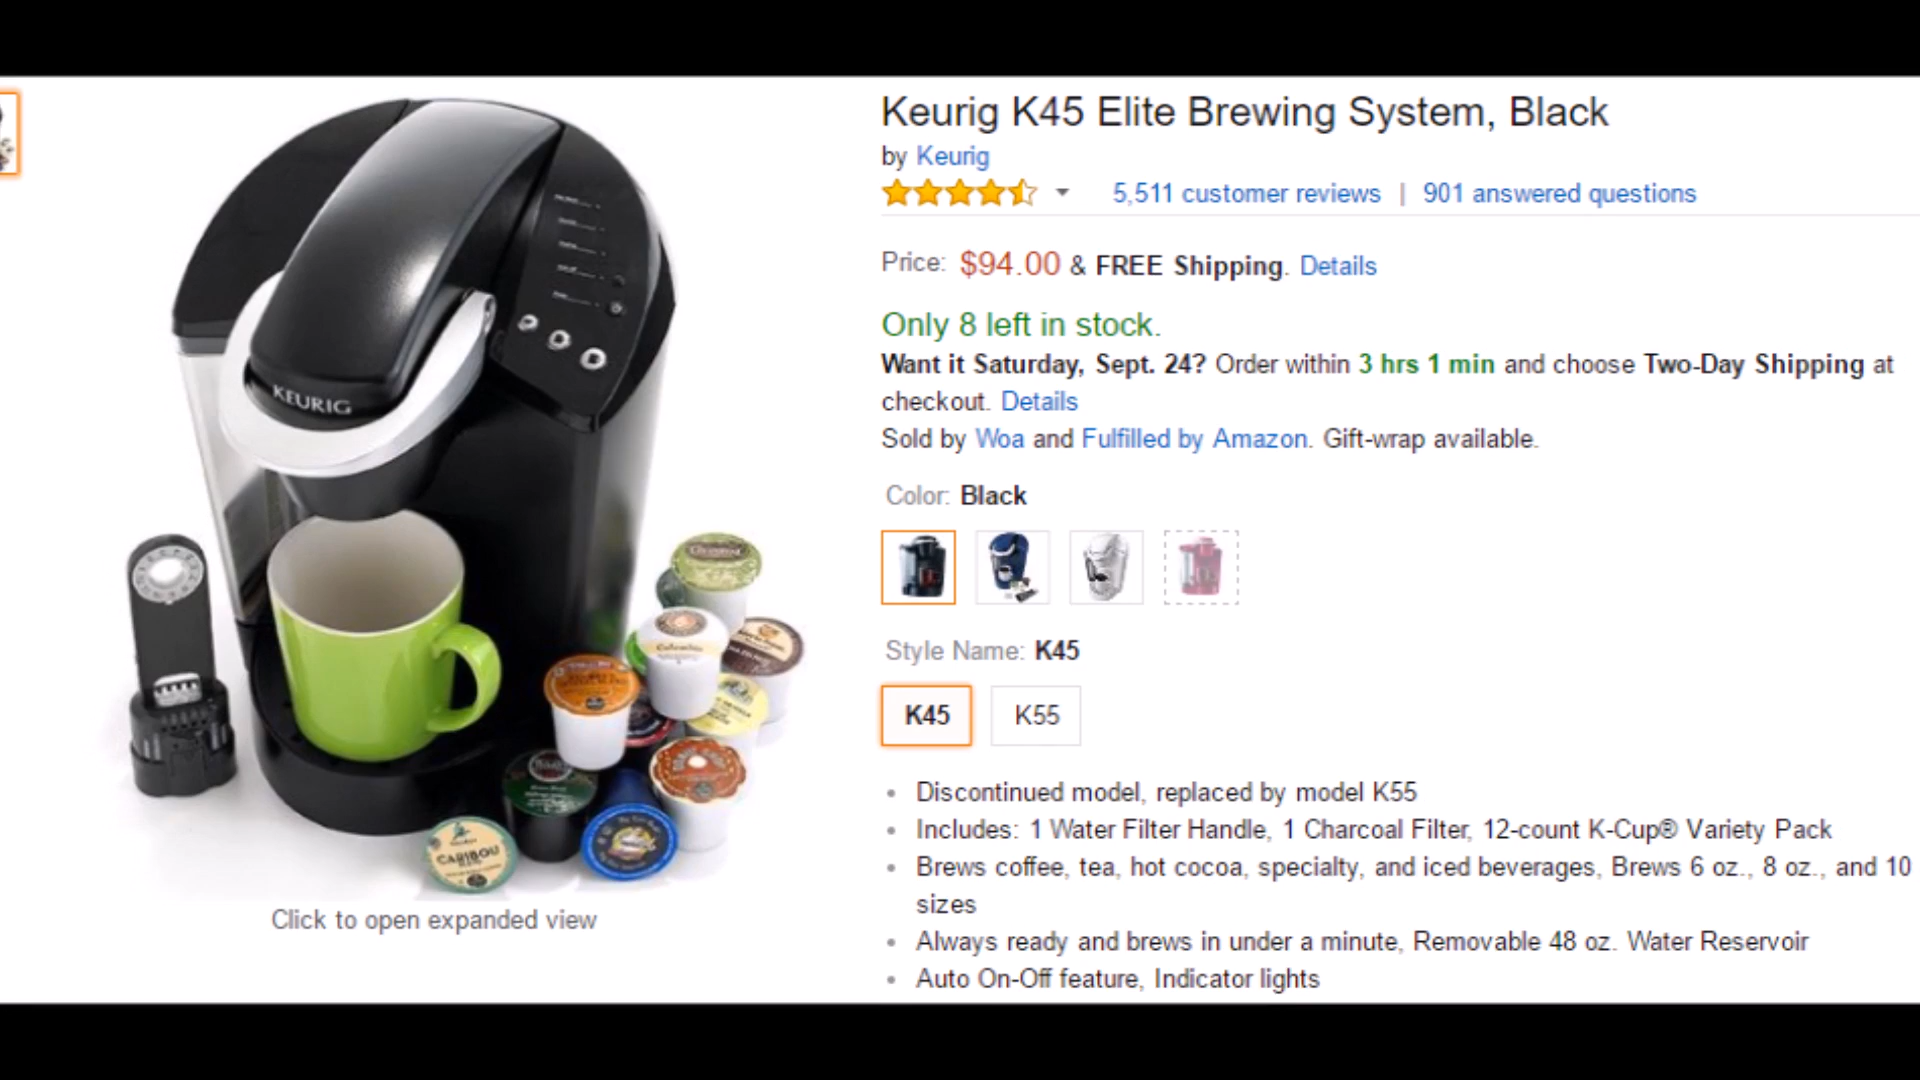 Keurig K45 Elite Brewing System, Black
by Keurig
5,511 customer reviews | 901 answered questions
Price: $94.00 & FREE Shipping. Details
Only 8 left in stock.
Want it Saturday, Sept. 24? Order within 3 hrs 1 min and choose Two-Day Shipping at
checkout. Details
Sold by Woa and Fulfilled by Amazon. Gift-wrap available.
Color: Black
Style Name: K45
K45 K55
Discontinued model, replaced by model K55
Includes: 1 Water Filter Handle, 1 Charcoal Filter, 12-count K-Cup® Variety Pack
Brews coffee, tea, hot cocoa, specialty, and iced beverages, Brews 6 oz., 8 oz., and 10
sizes
Always ready and brews in under a minute, Removable 48 oz. Water Reservoir
Auto On-Off feature, Indicator lights
KEURIG
CARIBOU
Click to open expanded view